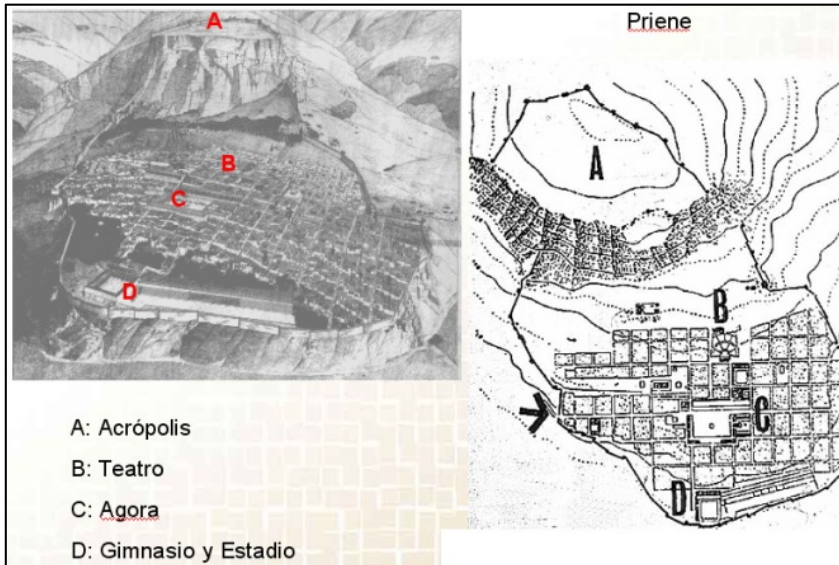 A
B
C
D
Priene
A
B
C
D
A: Acrópolis
B: Teatro
C: Agora
D: Gimnasio y Estadio